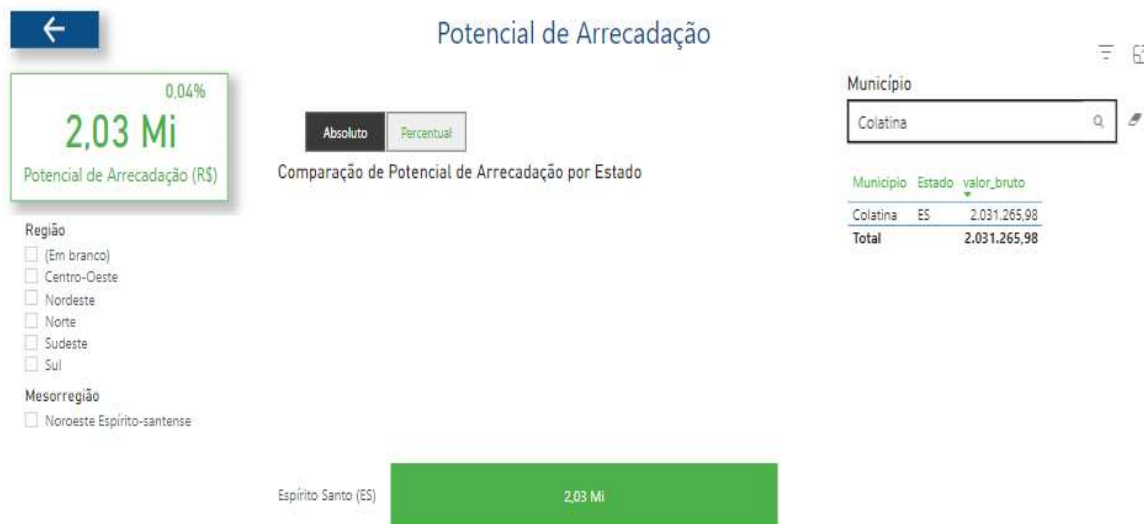 Potencial de Arrecadação
0,04%
2,03 Mi
Potencial de Arrecadação (R$)
Região
(Em branco)
Centro-Oeste
Nordeste
Norte
Sudeste
Sul
Mesorregião
Noroeste Espírito-santense
Absoluto Percentual
Comparação de Potencial de Arrecadação por Estado
Espírito Santo (ES) 2,03 Mi
Município
Colatina
Municipio Estado valor_bruto
Colatina ES 2.031.265,98
Total 2.031.265,98